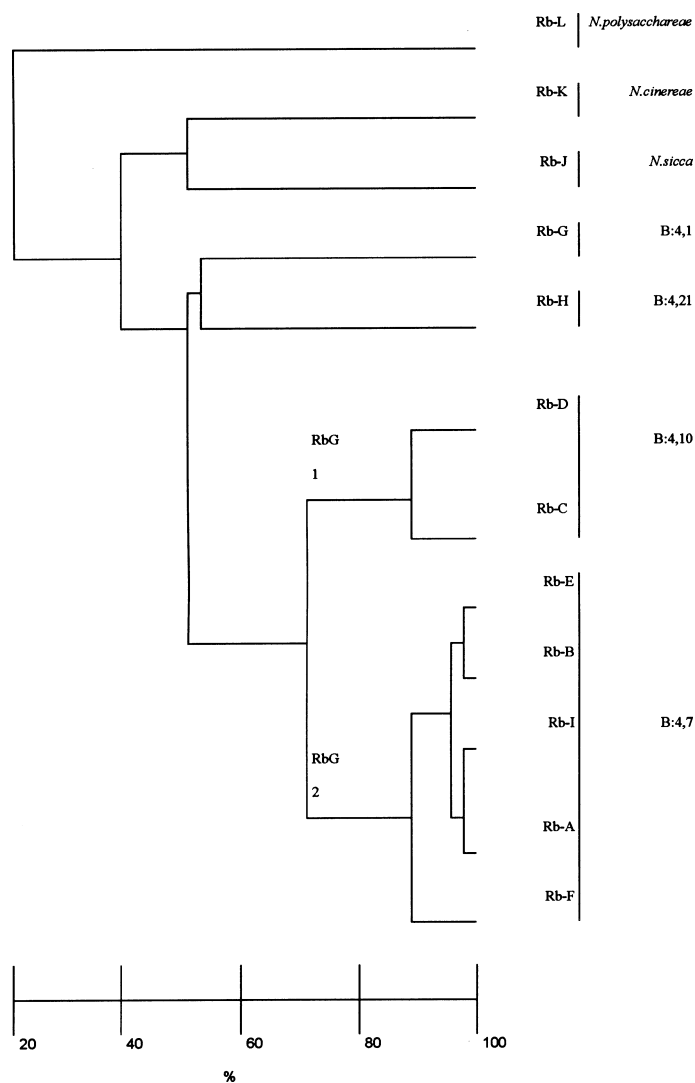 Rb-L N.polysacchareae
Rb-K N.cinereae
Rb-J N.sicca
Rb-G B:4,1
Rb-H B:4,21
Rb-D
RbG B:4,10
1
Rb-C
Rb-E
Rb-B
Rb-I B:4,7
RbG
2
Rb-A
Rb-F
20 40 60 80 100
%